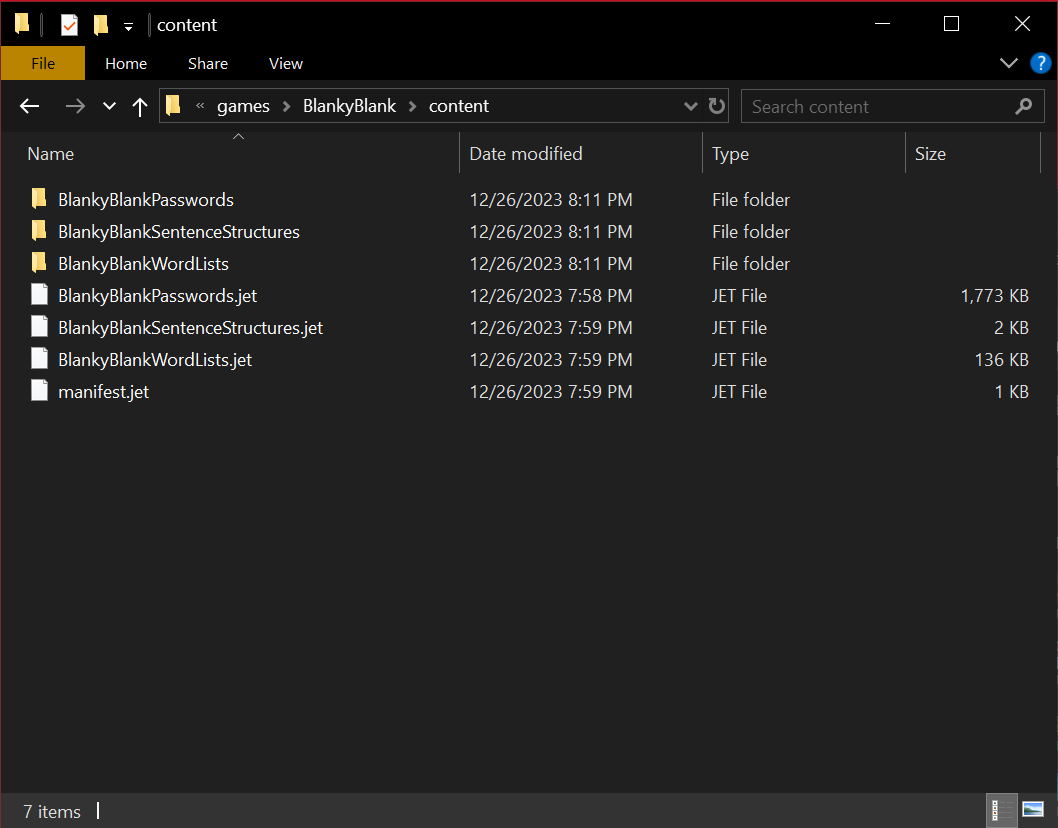 content
File Home Share View ?
« games > BlankyBlank > content Search content
Name Date modified Type Size
BlankyBlankPasswords 12/26/2023 8:11 PM File folder
BlankyBlankSentenceStructures 12/26/2023 8:11 PM File folder
BlankyBlankWordLists 12/26/2023 8:11 PM File folder
BlankyBlankPasswords.jet 12/26/2023 7:58 PM JET File 1,773 KB
BlankyBlankSentenceStructures.jet 12/26/2023 7:59 PM JET File 2 KB
BlankyBlankWordLists.jet 12/26/2023 7:59 PM JET File 136 KB
manifest.jet 12/26/2023 7:59 PM JET File 1 KB
7 items